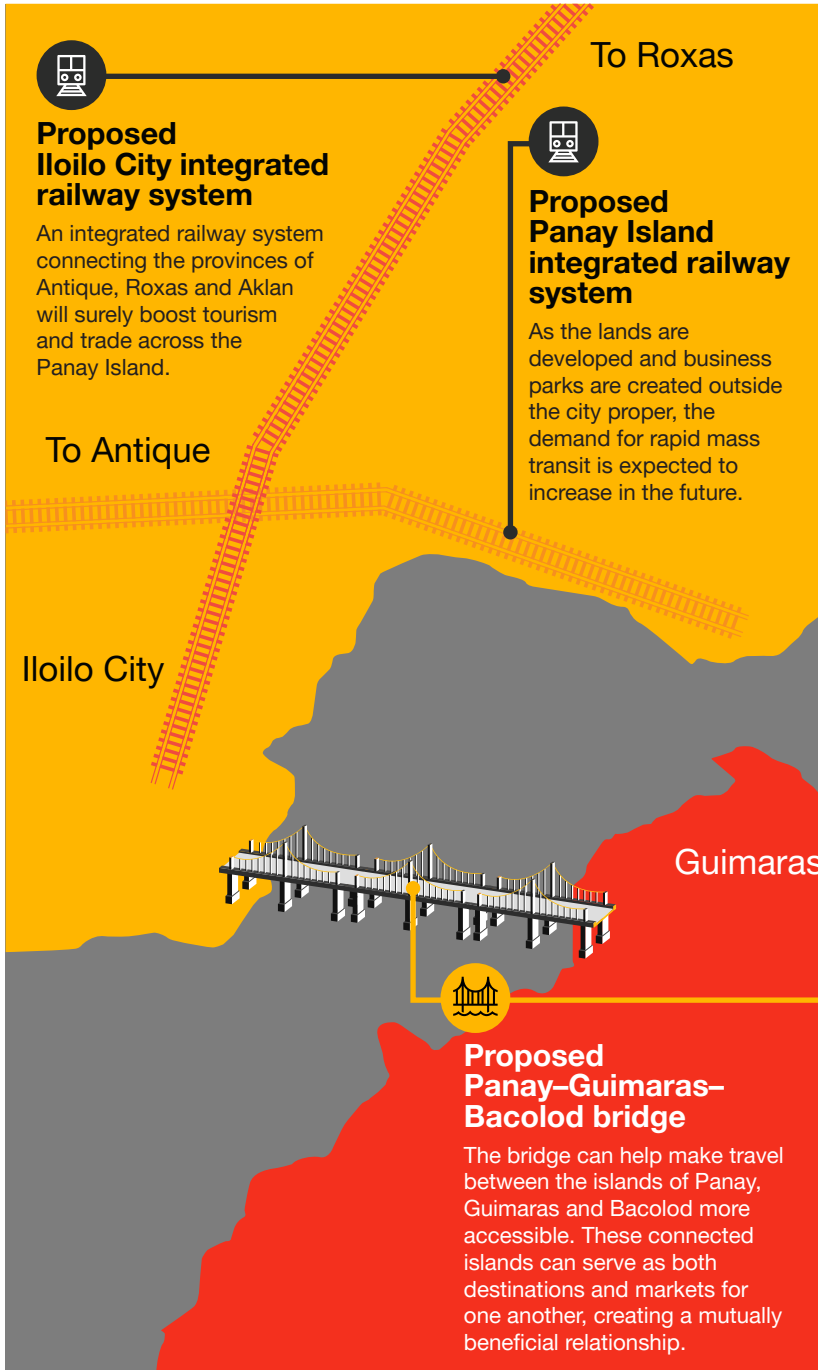 To Roxas
Proposed
Iloilo City integrated
railway system
An integrated railway system
connecting the provinces of
Antique, Roxas and Aklan
will surely boost tourism
and trade across the
Panay Island.
Proposed
Panay Island
integrated railway
system
As the lands are
developed and business
parks are created outside
the city proper, the
demand for rapid mass
transit is expected to
increase in the future.
To Antique
Iloilo City
Guimaras
Proposed
Panay–Guimaras–
Bacolod bridge
The bridge can help make travel
between the islands of Panay,
Guimaras and Bacolod more
accessible. These connected
islands can serve as both
destinations and markets for
one another, creating a mutually
beneficial relationship.